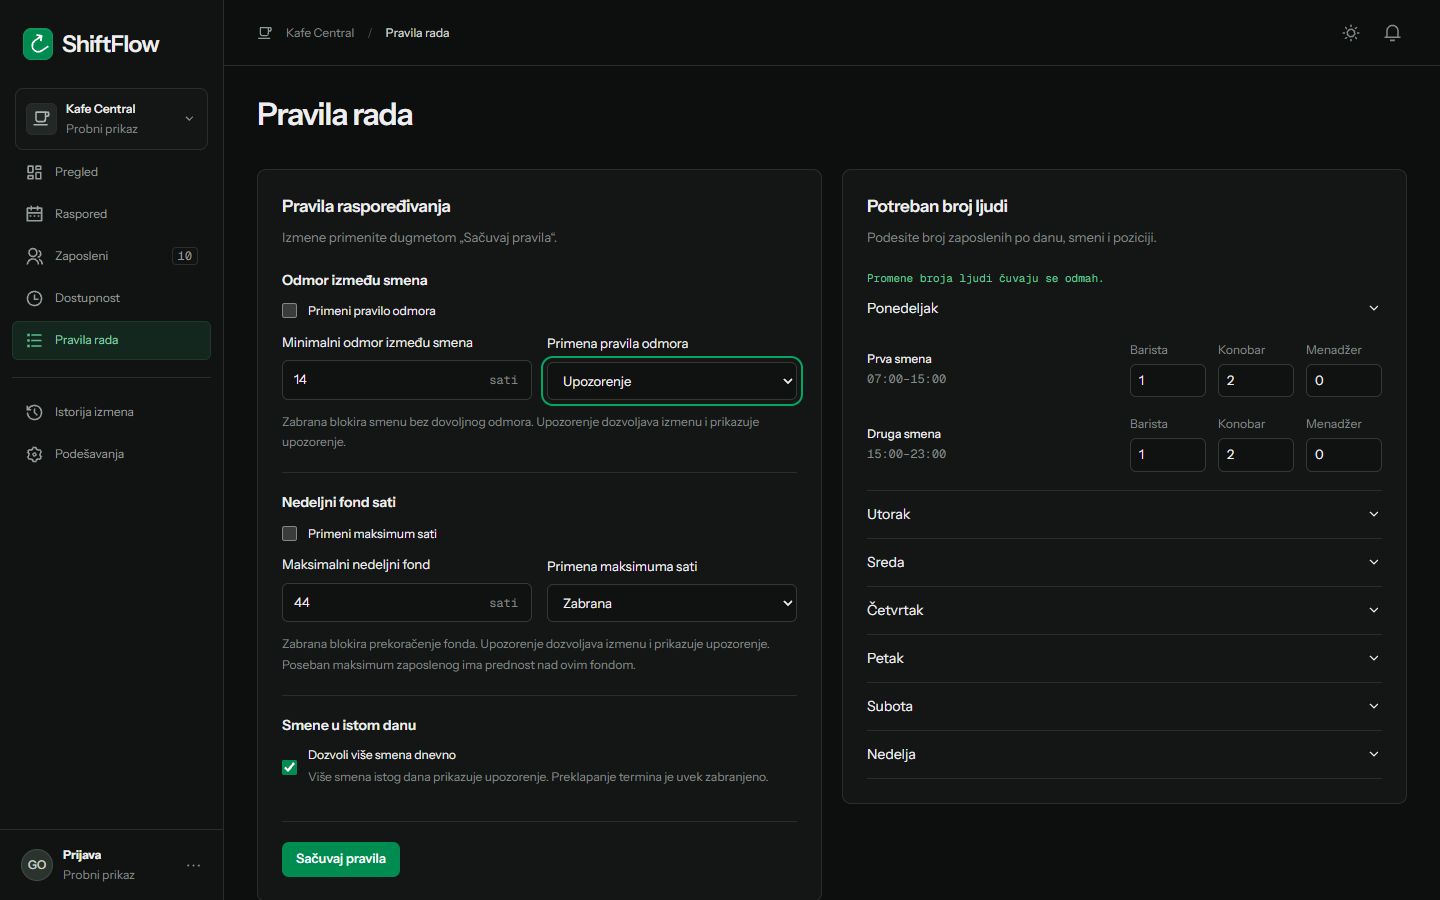 ShiftFlow
Kafe Central
Probni prikaz
Pregled
Raspored
Zaposleni 10
Dostupnost
Pravila rada
Istorija izmena
Podešavanja
GO
Prijava
Probni prikaz
Kafe Central / Pravila rada
Pravila rada
Pravila raspoređivanja
Izmene primenite dugmetom „Sačuvaj pravila“.
Odmor između smena
Primeni pravilo odmora
Minimalni odmor između smena
14 sati
Primena pravila odmora
Upozorenje
Zabrana blokira smenu bez dovoljnog odmora. Upozorenje dozvoljava izmenu i prikazuje
upozorenje.
Nedeljni fond sati
Primeni maksimum sati
Maksimalni nedeljni fond
44 sati
Primena maksimuma sati
Zabrana
Zabrana blokira prekoračenje fonda. Upozorenje dozvoljava izmenu i prikazuje upozorenje.
Poseban maksimum zaposlenog ima prednost nad ovim fondom.
Smene u istom danu
Dozvoli više smena dnevno
Više smena istog dana prikazuje upozorenje. Preklapanje termina je uvek zabranjeno.
Sačuvaj pravila
Potreban broj ljudi
Podesite broj zaposlenih po danu, smeni i poziciji.
Promene broja ljudi čuvaju se odmah.
Ponedeljak
Prva smena
07:00–15:00
Barista Konobar Menadžer
1 2 0
Druga smena
15:00–23:00
Barista Konobar Menadžer
1 2 0
Utorak
Sreda
Četvrtak
Petak
Subota
Nedelja